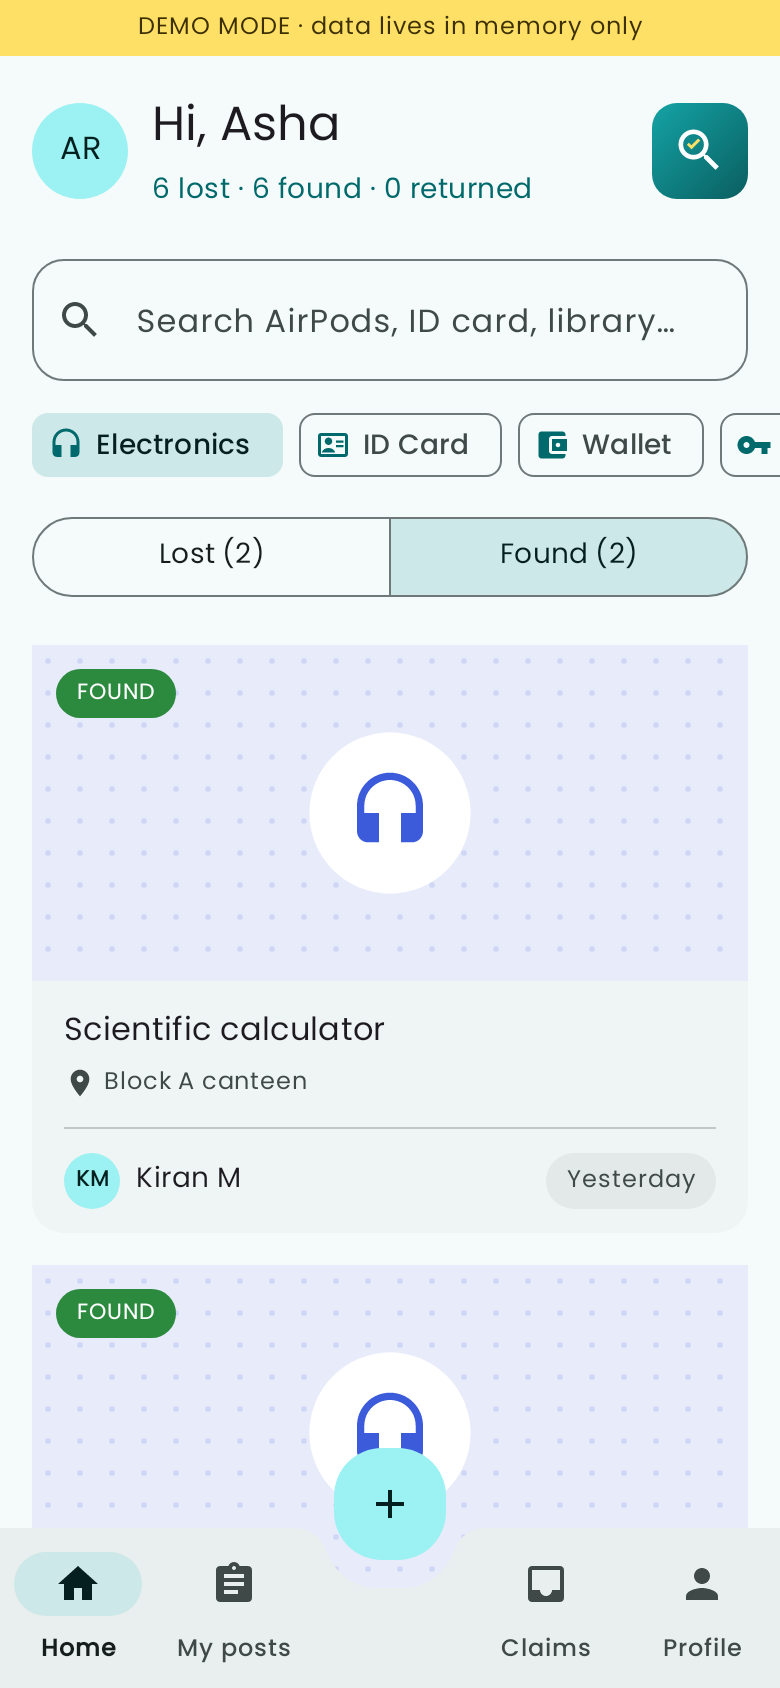 DEMO MODE · data lives in memory only
AR
Hi, Asha
6 lost · 6 found · 0 returned
Search AirPods, ID card, library…
Electronics
ID Card
Wallet
Lost (2)
Found (2)
FOUND
Scientific calculator
Block A canteen
KM
Kiran M
Yesterday
FOUND
Home
My posts
Claims
Profile